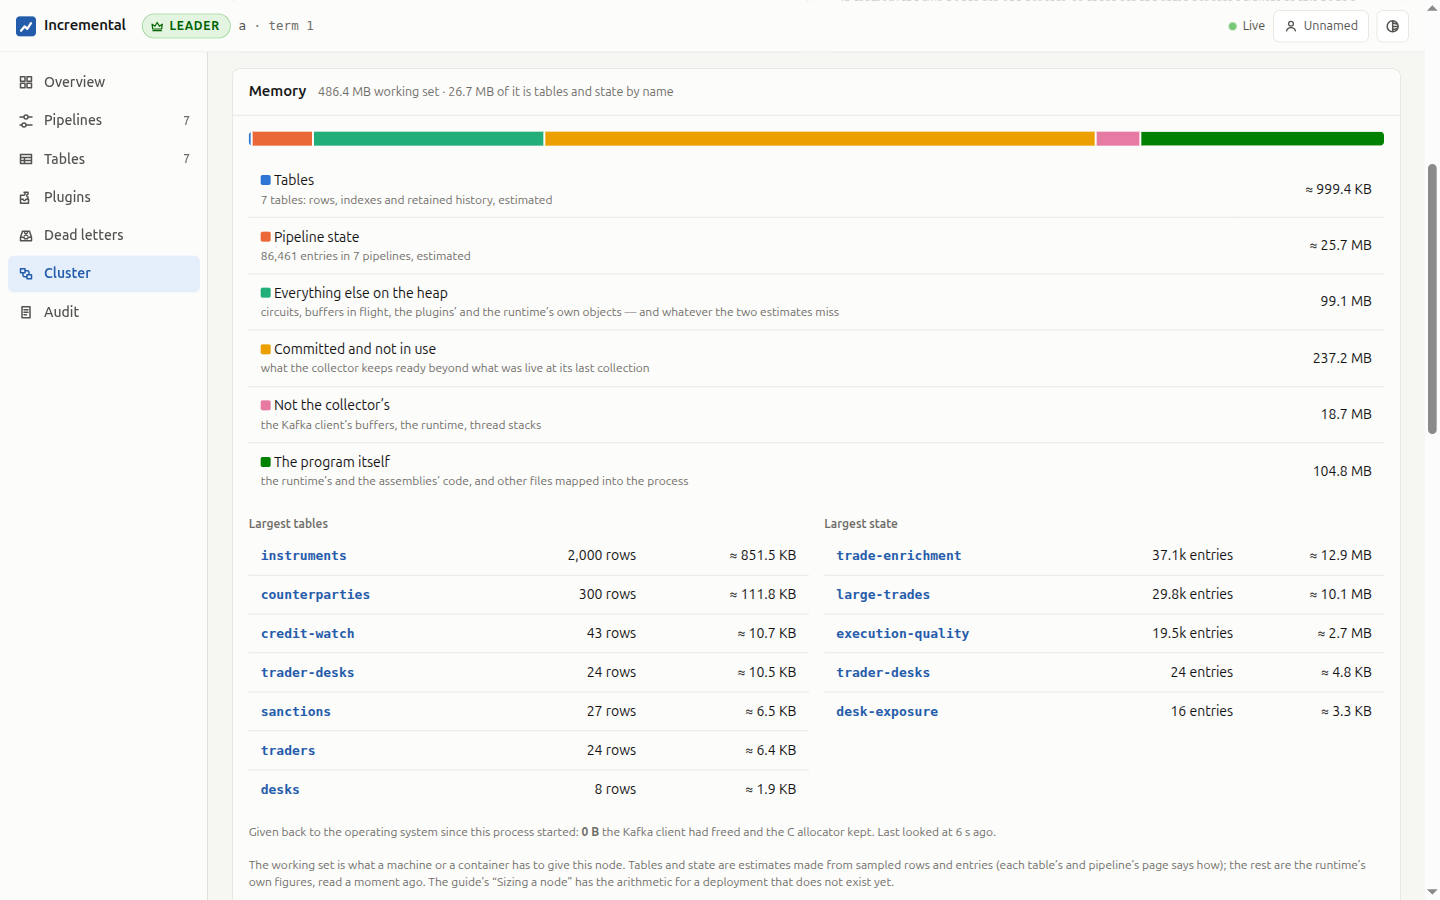 Incremental
LEADER
a · term 1
Live
Unnamed
Overview
Pipelines 7
Tables 7
Plugins
Dead letters
Cluster
Audit
Memory 486.4 MB working set · 26.7 MB of it is tables and state by name
Tables
7 tables: rows, indexes and retained history, estimated
≈ 999.4 KB
Pipeline state
86,461 entries in 7 pipelines, estimated
≈ 25.7 MB
Everything else on the heap
circuits, buffers in flight, the plugins’ and the runtime’s own objects — and whatever the two estimates miss
99.1 MB
Committed and not in use
what the collector keeps ready beyond what was live at its last collection
237.2 MB
Not the collector’s
the Kafka client’s buffers, the runtime, thread stacks
18.7 MB
The program itself
the runtime’s and the assemblies’ code, and other files mapped into the process
104.8 MB
Largest tables
instruments 2,000 rows ≈ 851.5 KB
counterparties 300 rows ≈ 111.8 KB
credit-watch 43 rows ≈ 10.7 KB
trader-desks 24 rows ≈ 10.5 KB
sanctions 27 rows ≈ 6.5 KB
traders 24 rows ≈ 6.4 KB
desks 8 rows ≈ 1.9 KB
Largest state
trade-enrichment 37.1k entries ≈ 12.9 MB
large-trades 29.8k entries ≈ 10.1 MB
execution-quality 19.5k entries ≈ 2.7 MB
trader-desks 24 entries ≈ 4.8 KB
desk-exposure 16 entries ≈ 3.3 KB
Given back to the operating system since this process started: 0 B the Kafka client had freed and the C allocator kept. Last looked at 6 s ago.
The working set is what a machine or a container has to give this node. Tables and state are estimates made from sampled rows and entries (each table’s and pipeline’s page says how); the rest are the runtime’s
own figures, read a moment ago. The guide’s “Sizing a node” has the arithmetic for a deployment that does not exist yet.